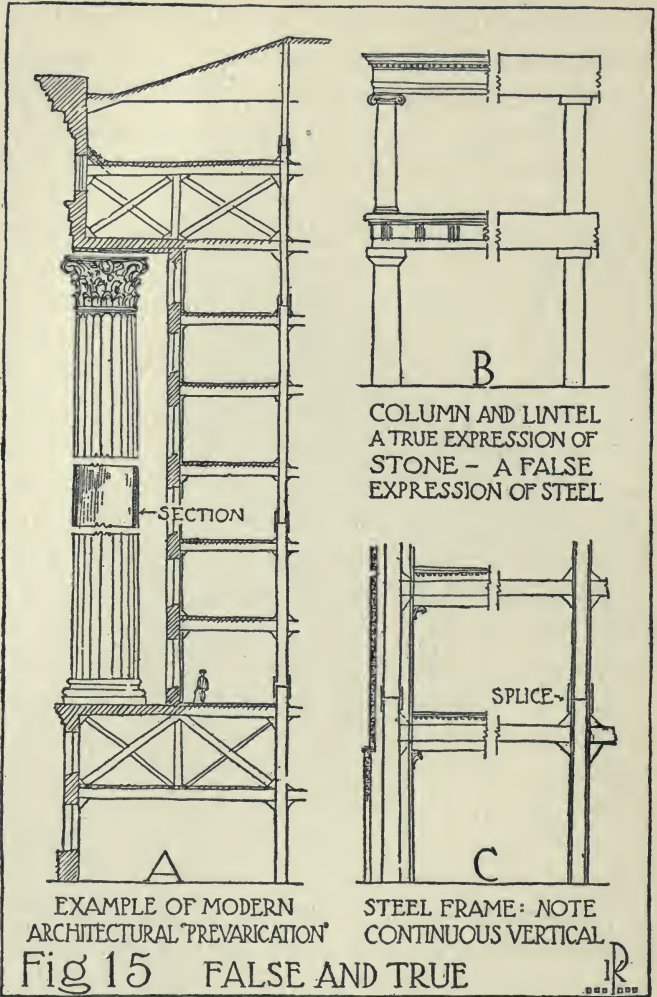 SECTION
A
EXAMPLE OF MODERN
ARCHITECTURAL "PREVARICATION"
B
COLUMN AND LINTEL
A TRUE EXPRESSION OF
STONE - A FALSE
EXPRESSION OF STEEL
SPLICE
C
STEEL FRAME: NOTE
CONTINUOUS VERTICAL
Fig 15 FALSE AND TRUE